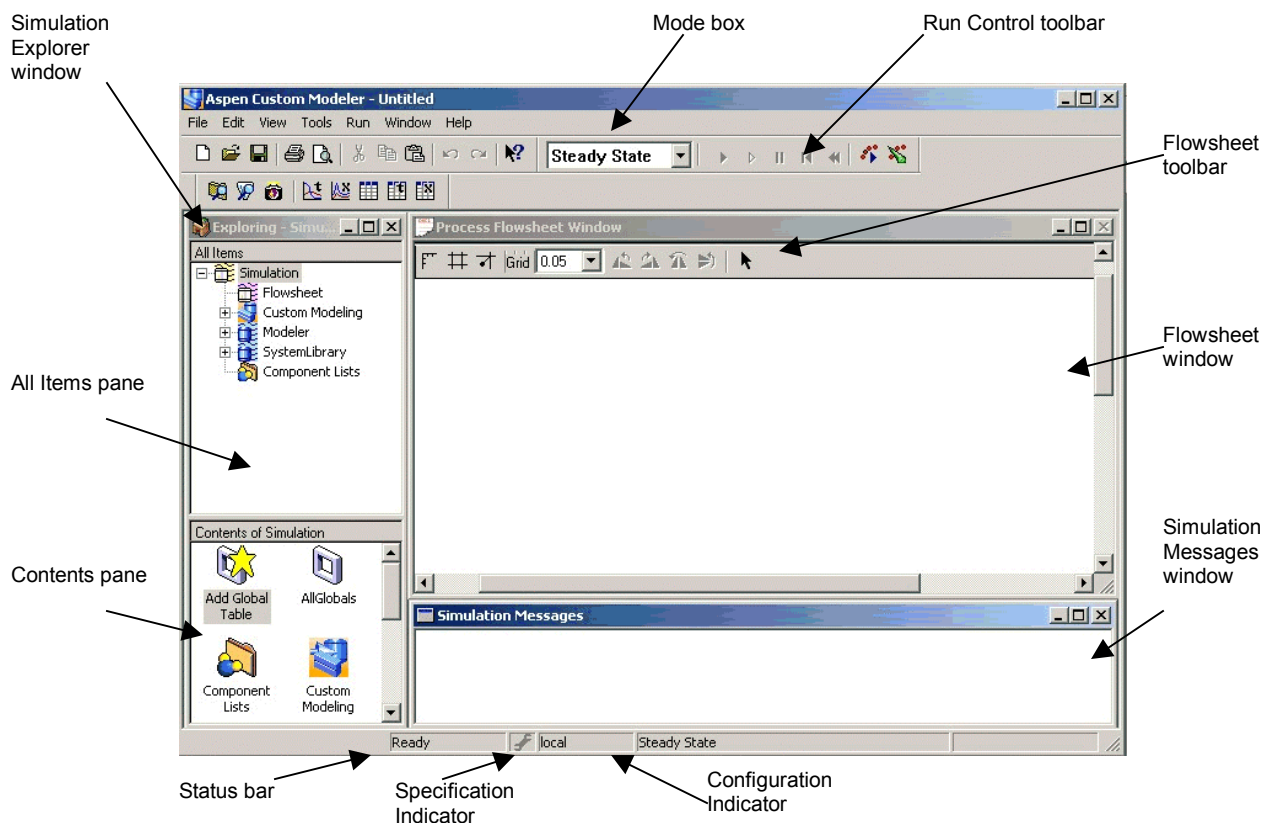 Simulation
Explorer
window
Mode box
Run Control toolbar
Aspen Custom Modeler - Untitled
File Edit View Tools Run Window Help
Steady State
Flowsheet
toolbar
Exploring - Simu...
Process Flowsheet Window
All Items
Grid 0.05
Simulation
Flowsheet
Custom Modeling
Modeler
SystemLibrary
Component Lists
Flowsheet
window
All Items pane
Contents of Simulation
Simulation
Messages
window
Contents pane
Add Global
Table
AllGlobals
Simulation Messages
Component
Lists
Custom
Modeling
Ready local Steady State
Status bar
Specification
Indicator
Configuration
Indicator